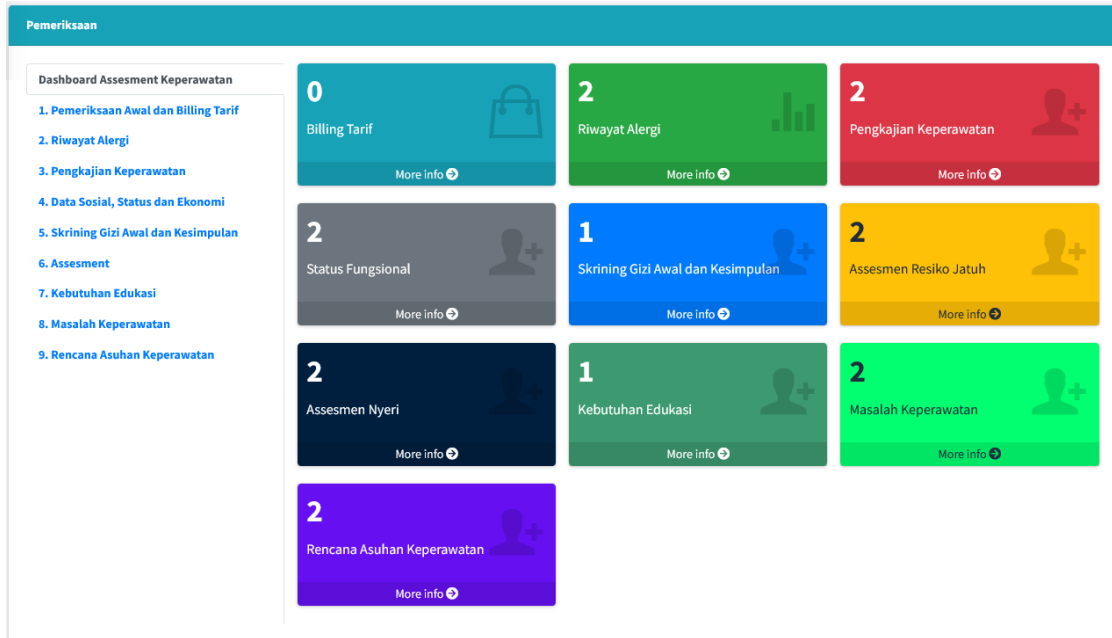 Pemeriksaan
Dashboard Assesment Keperawatan
1. Pemeriksaan Awal dan Billing Tarif
2. Riwayat Alergi
3. Pengkajian Keperawatan
4. Data Sosial, Status dan Ekonomi
5. Skrining Gizi Awal dan Kesimpulan
6. Assesment
7. Kebutuhan Edukasi
8. Masalah Keperawatan
9. Rencana Asuhan Keperawatan
0
Billing Tarif
More info
2
Riwayat Alergi
More info
2
Pengkajian Keperawatan
More info
2
Status Fungsional
More info
1
Skrining Gizi Awal dan Kesimpulan
More info
2
Assesmen Resiko Jatuh
More info
2
Assesmen Nyeri
More info
1
Kebutuhan Edukasi
More info
2
Masalah Keperawatan
More info
2
Rencana Asuhan Keperawatan
More info